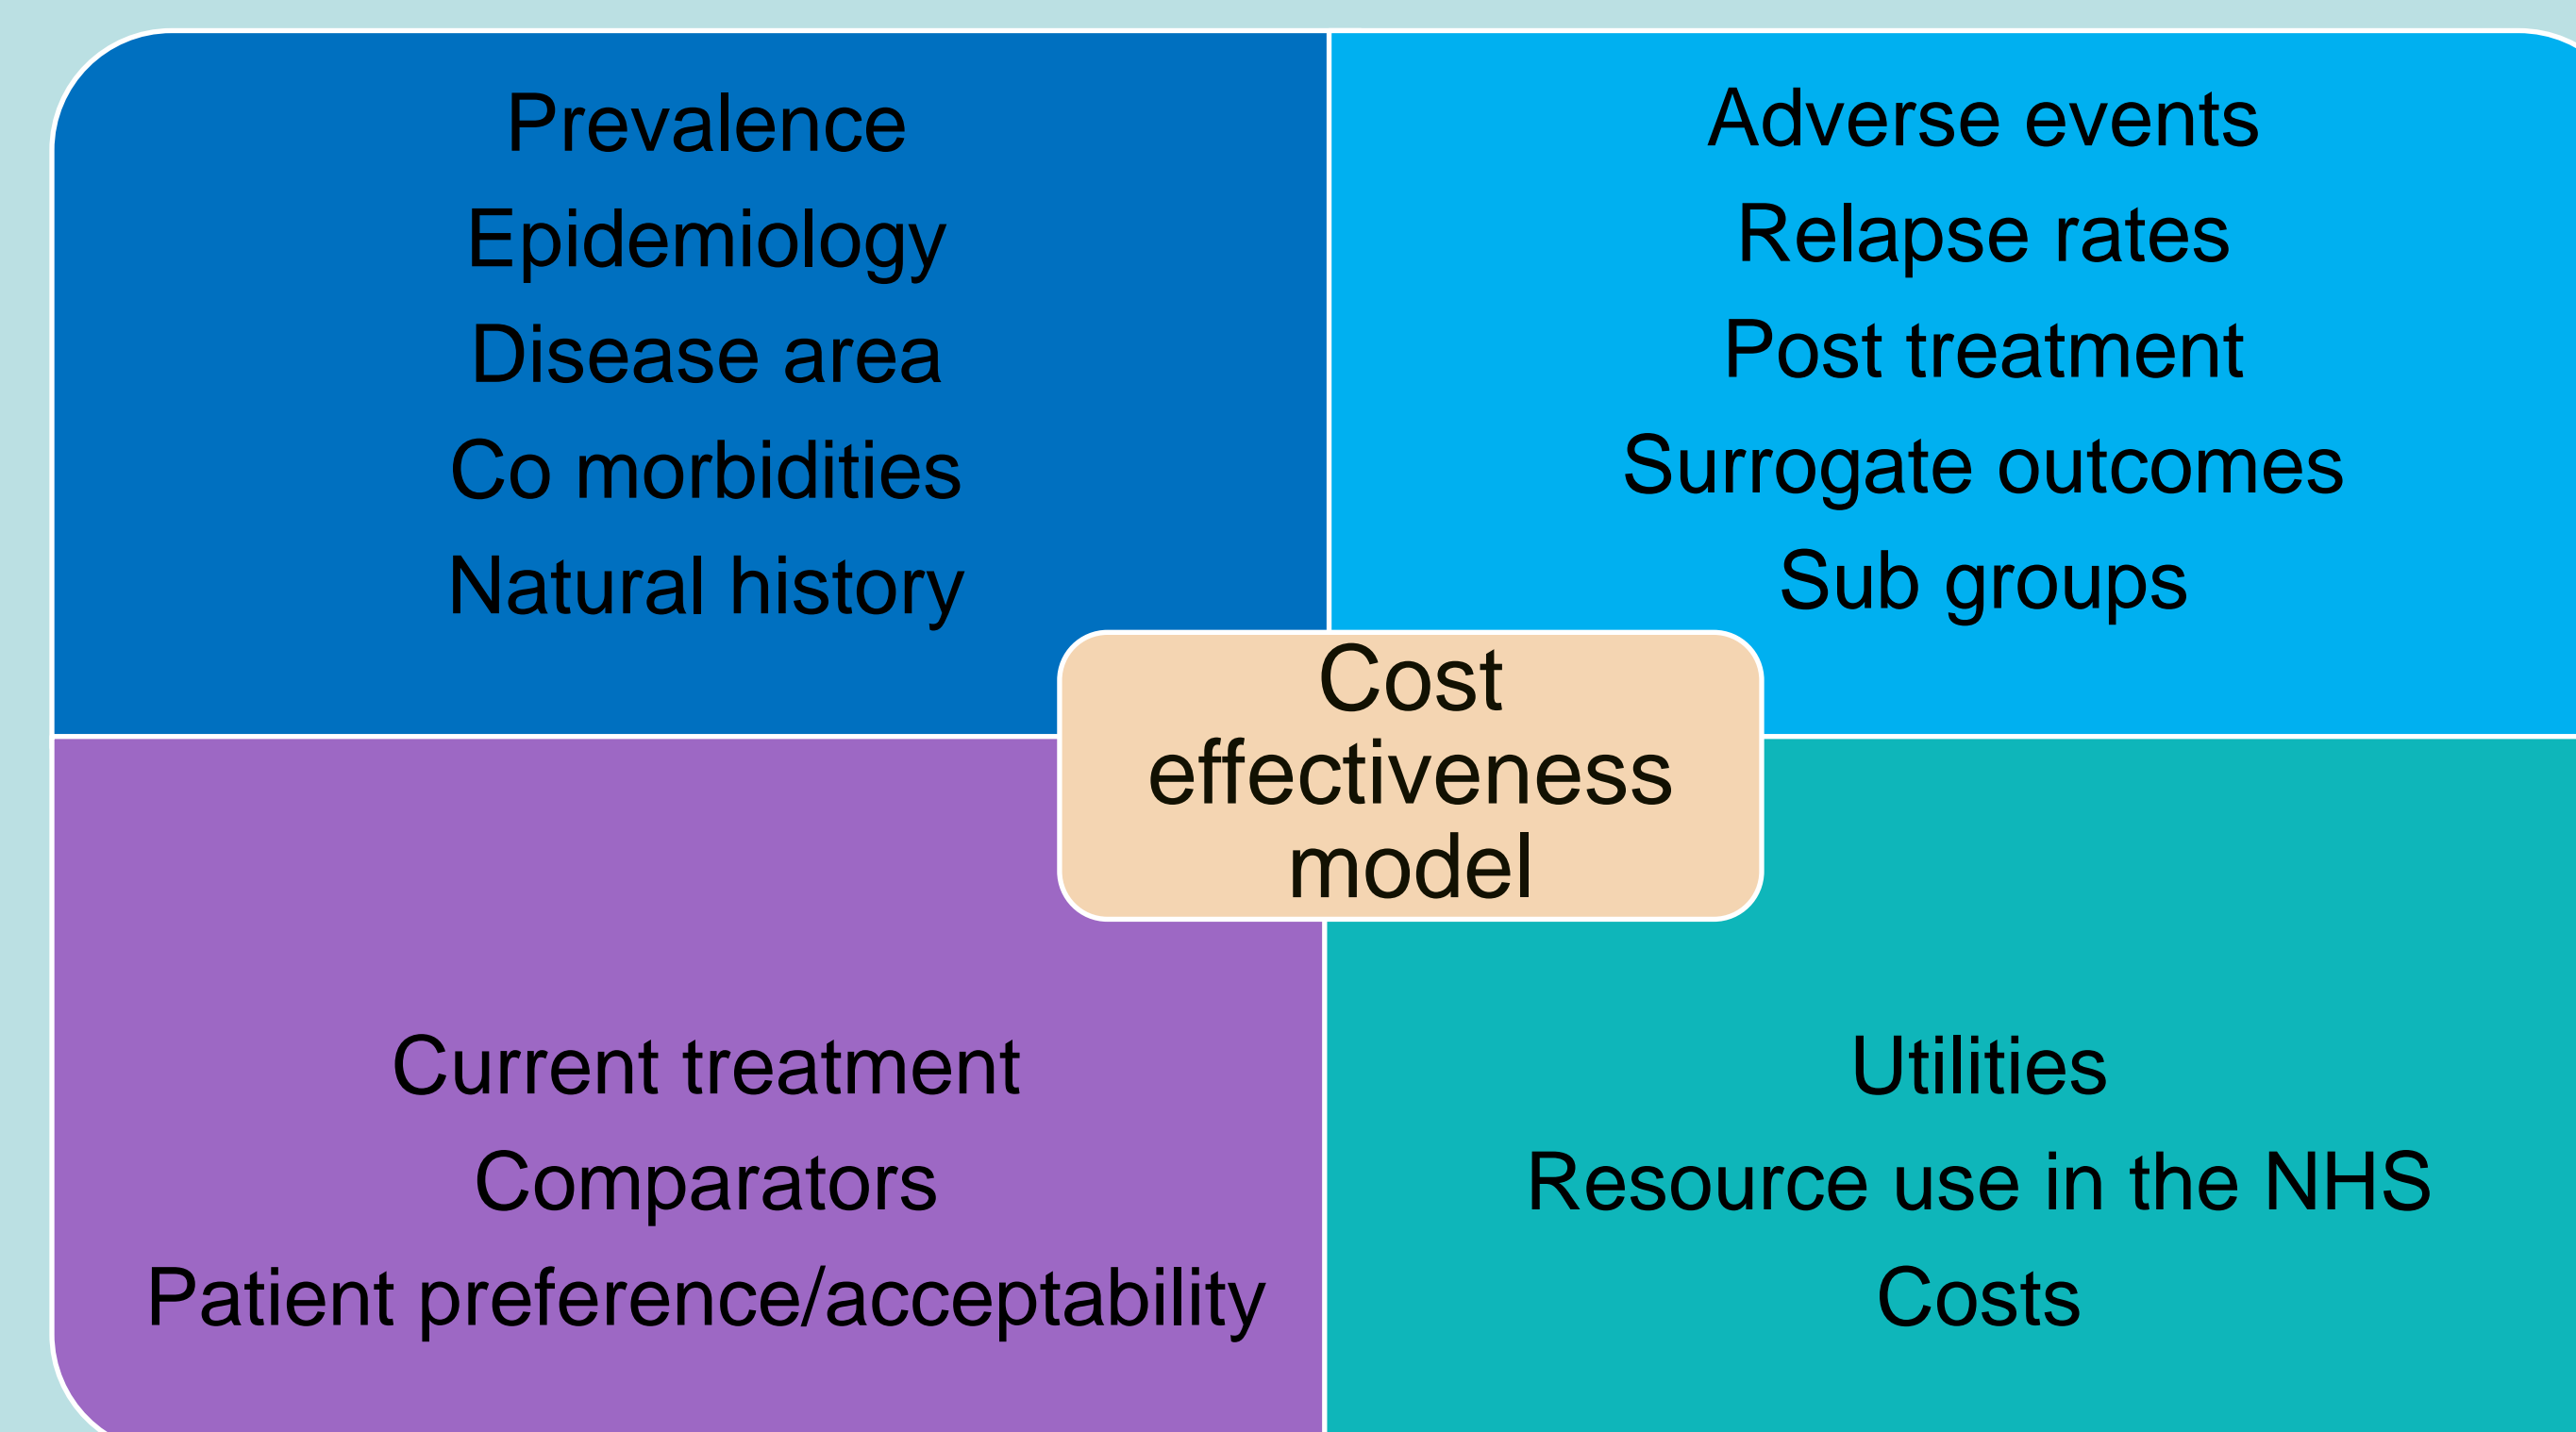 Prevalence
Epidemiology
Disease area
Co morbidities
Natural history
Adverse events
Relapse rates
Post treatment
Surrogate outcomes
Sub groups
Cost
effectiveness
model
Current treatment
Comparators
Patient preference/acceptability
Utilities
Resource use in the NHS
Costs